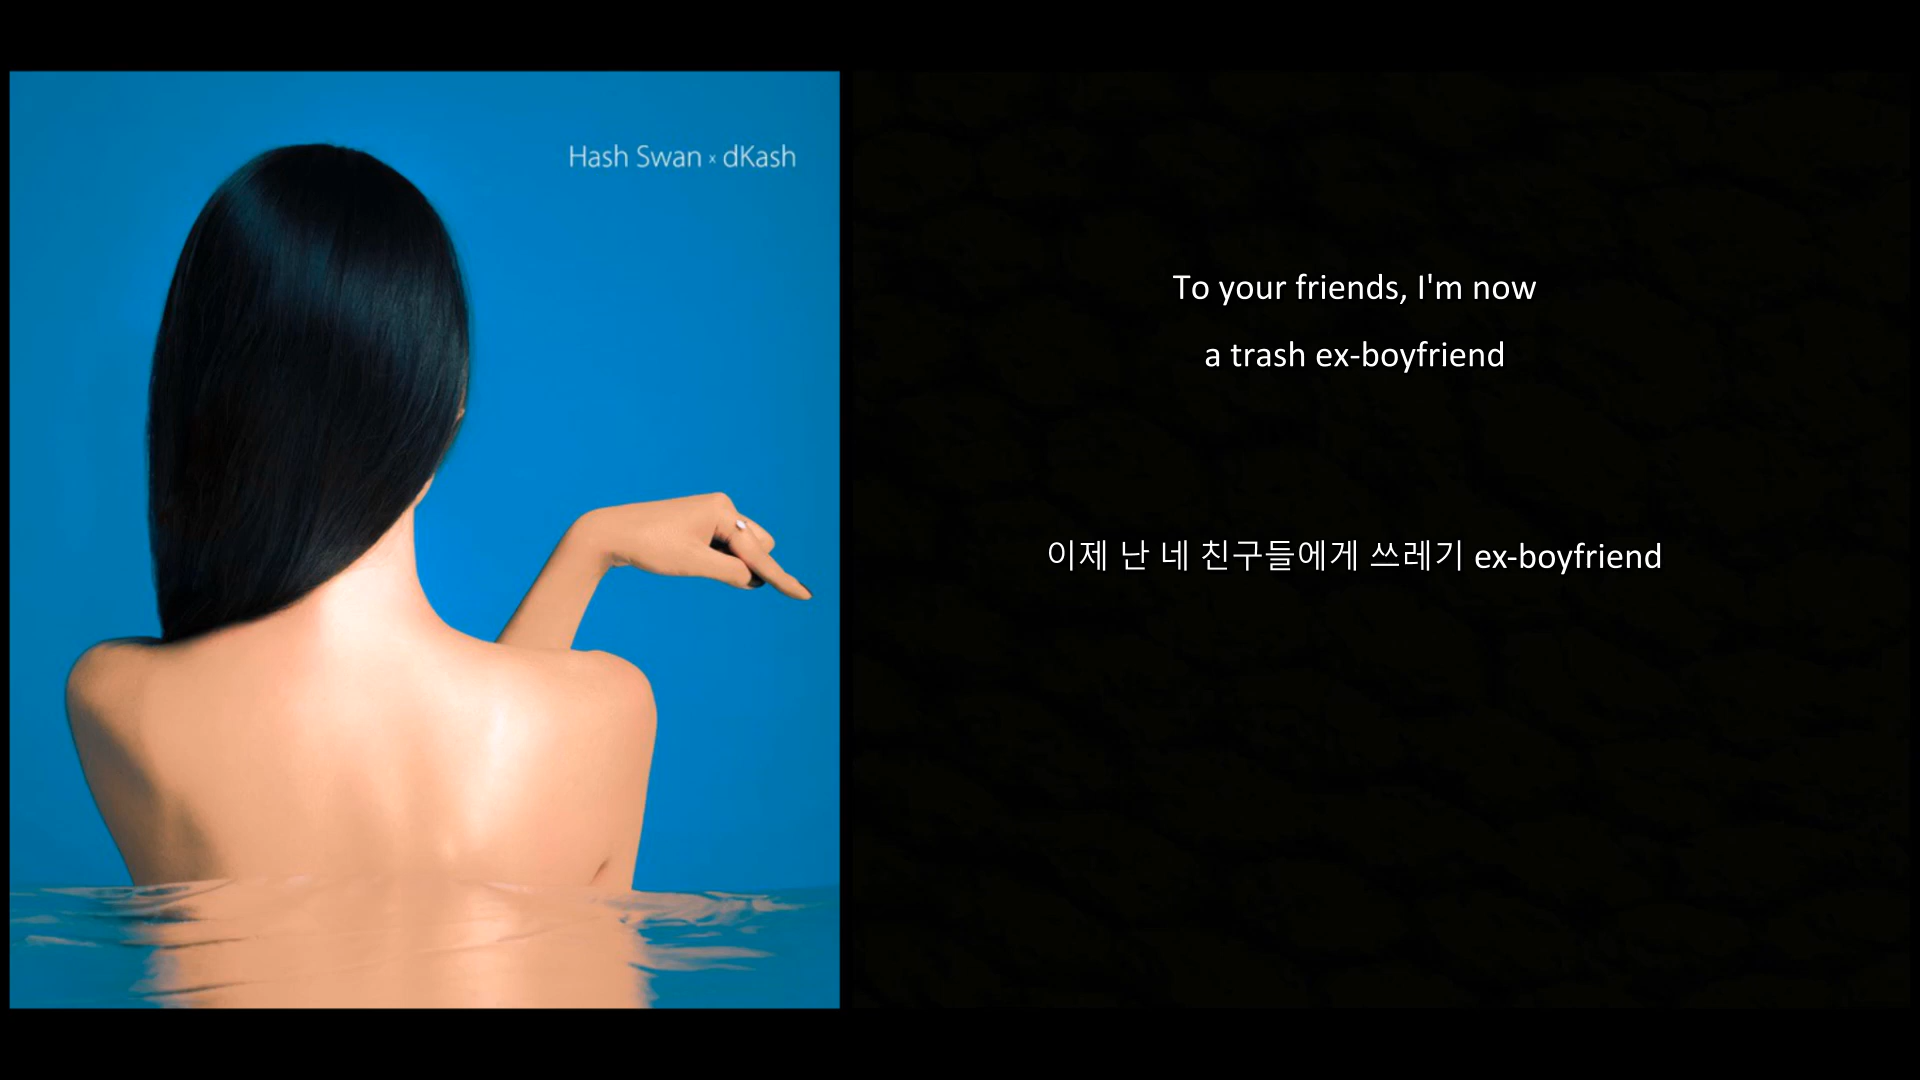 Hash Swan x dKash
To your friends, I'm now
a trash ex-boyfriend
이제 난 네 친구들에게 쓰레기 ex-boyfriend